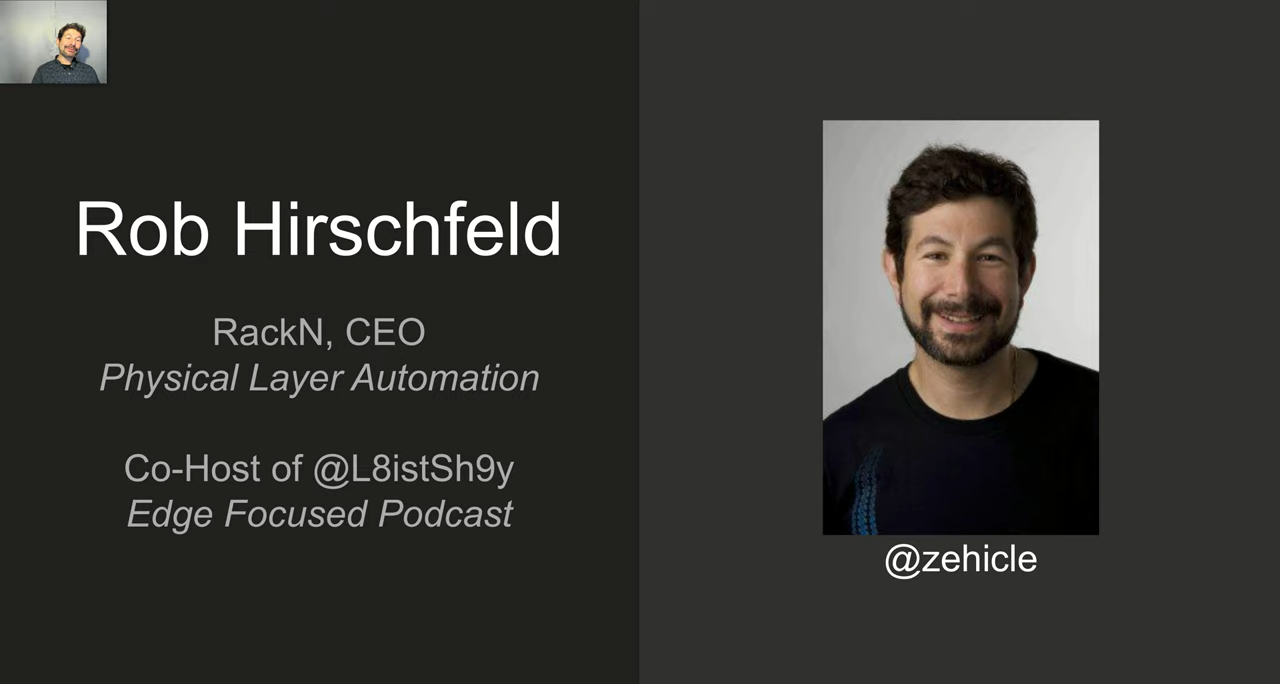 Rob Hirschfeld
RackN, CEO
Physical Layer Automation
Co-Host of @L8istSh9y
Edge Focused Podcast
@zehicle